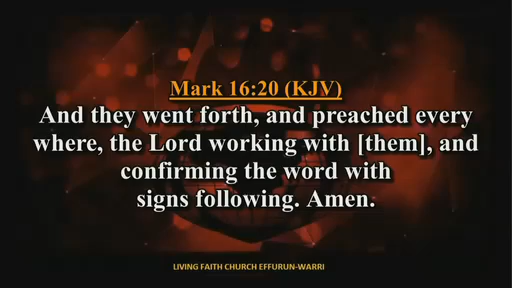 Mark 16:20 (KJV)
And they went forth, and preached every
where, the Lord working with [them], and
confirming the word with
signs following. Amen.
LIVING FAITH CHURCH EFFURUN-WARRI